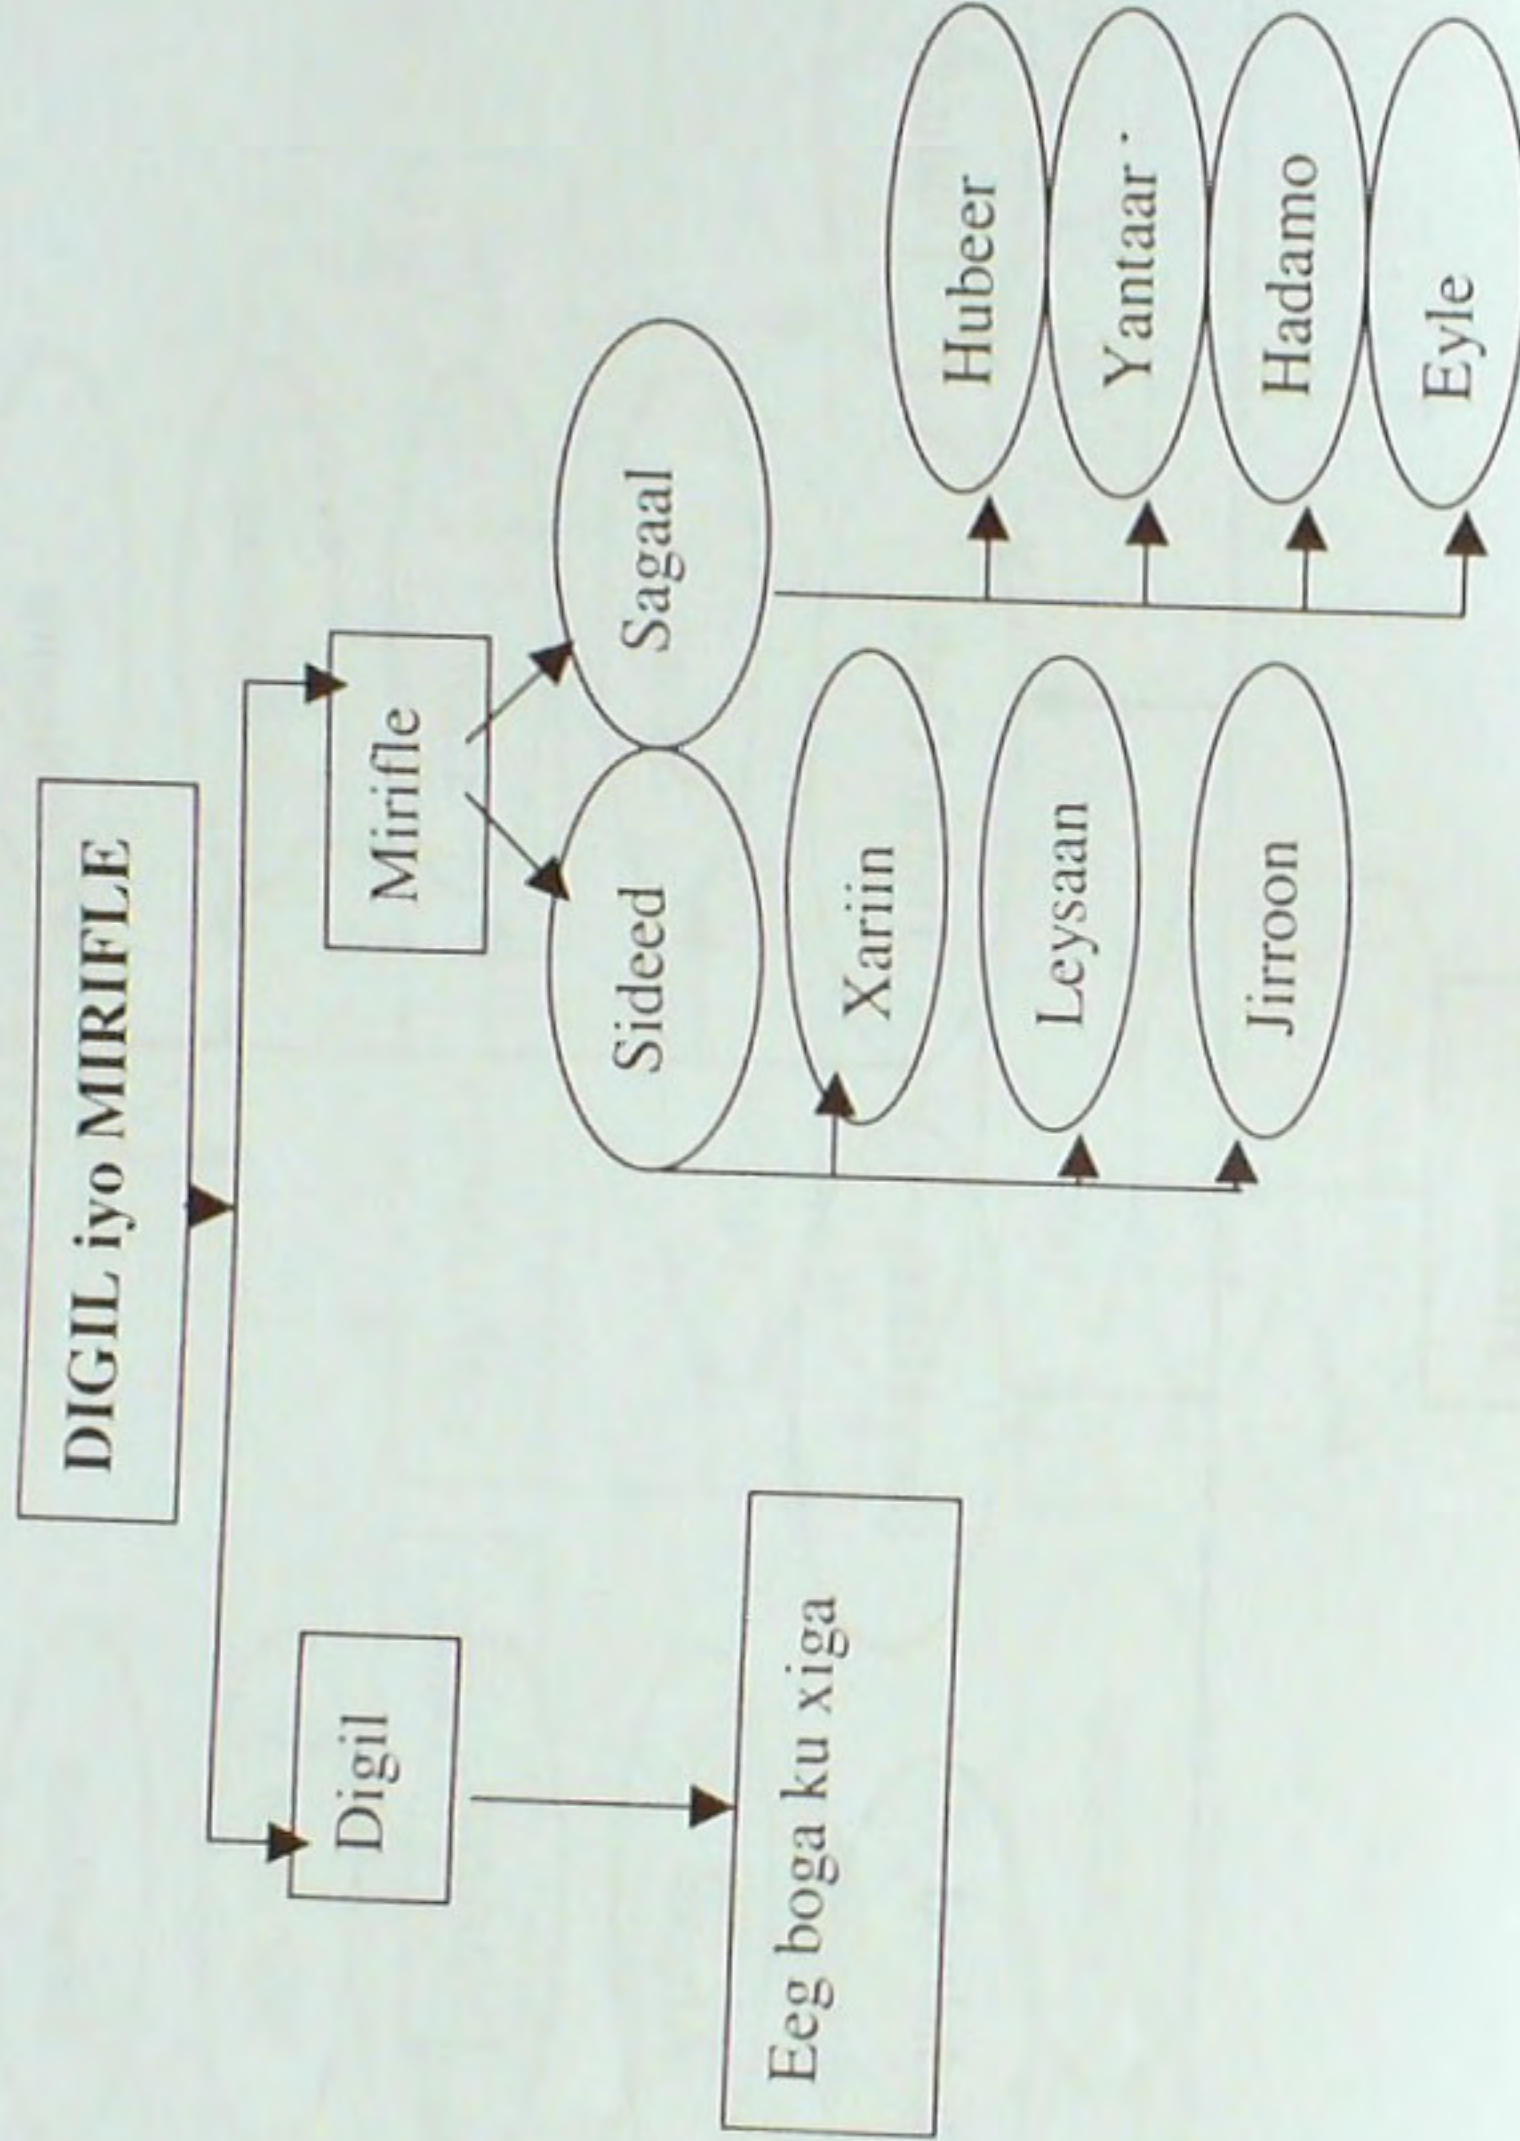 DIGIL iyo MIRIFLE
Digil
Mirifle
Eeg boga ku xiga
Sideed
Sagaal
Xariin
Leysaan
Jirroon
Hubeer
Yantaar
Hadamo
Eyle